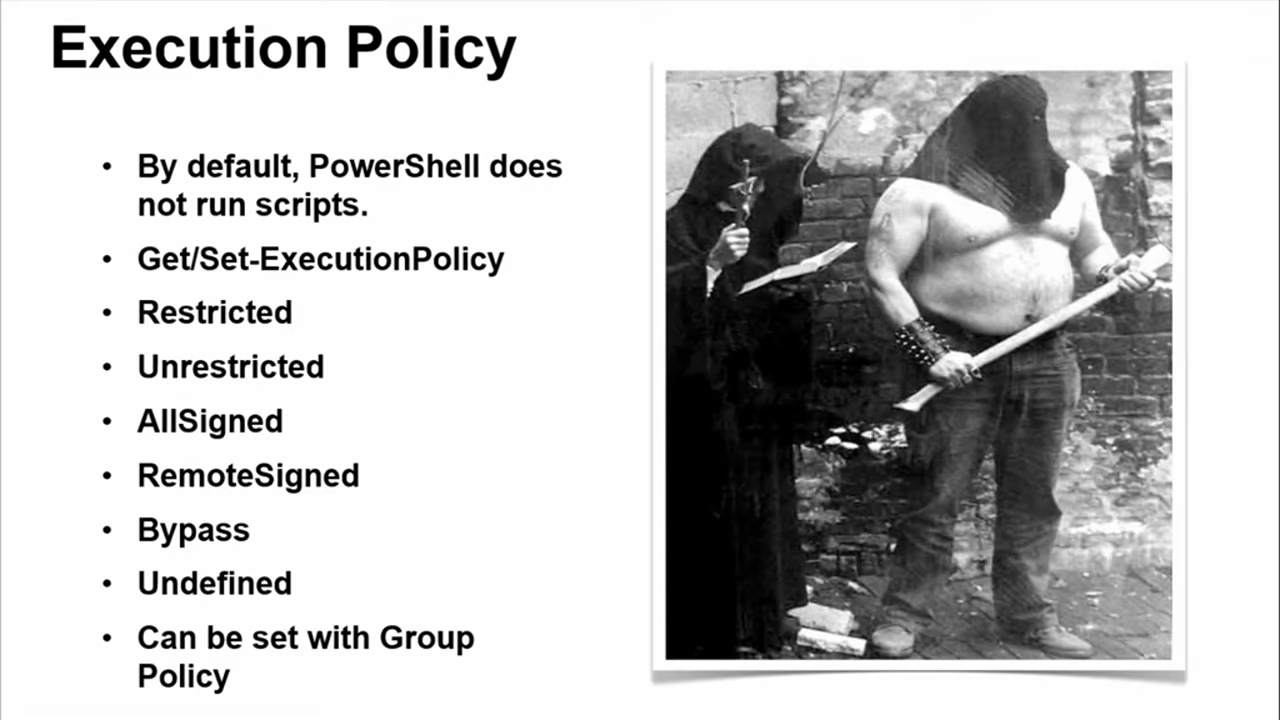 Execution Policy
• By default, PowerShell does
not run scripts.
• Get/Set-ExecutionPolicy
• Restricted
• Unrestricted
• AllSigned
• RemoteSigned
• Bypass
• Undefined
• Can be set with Group
Policy